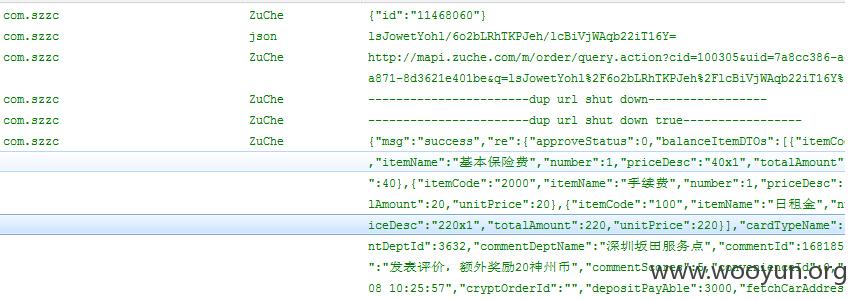 com.szzc ZuChe {"id":"11468060"}
com.szzc json lsJowetYohl/6o2bLRhTKPJeh/lcBiVjWAqb22iT16Y=
com.szzc ZuChe http://mapi.zuche.com/m/order/query.action?cid=100305&uid=7a8cc386-a
a871-8d3621e401be&q=lsJowetYohl%2F6o2bLRhTKPJeh%2FlcBiVjWAqb22iT16Y%
com.szzc ZuChe -----------------------dup url shut down-----------------
com.szzc ZuChe -----------------------dup url shut down true-----------------
com.szzc ZuChe {"msg":"success","re":{"approveStatus":0,"balanceItemDTOs":[{"itemCo
,"itemName":"基本保险费","number":1,"priceDesc":"40x1","totalAmount"
":40},{"itemCode":"2000","itemName":"手续费","number":1,"priceDesc":
lAmount":20,"unitPrice":20},{"itemCode":"100","itemName":"日租金","nu
iceDesc":"220x1","totalAmount":220,"unitPrice":220}],"cardTypeName":
ntDeptId":3632,"commentDeptName":"深圳坂田服务点","commentId":168185
":"发表评价，额外奖励20神州币","commentScores":5,"convenienceId":0,"
08 10:25:57","cryptOrderId":"","depositPayAble":3000,"fetchCarAddres
www.wooyun.org